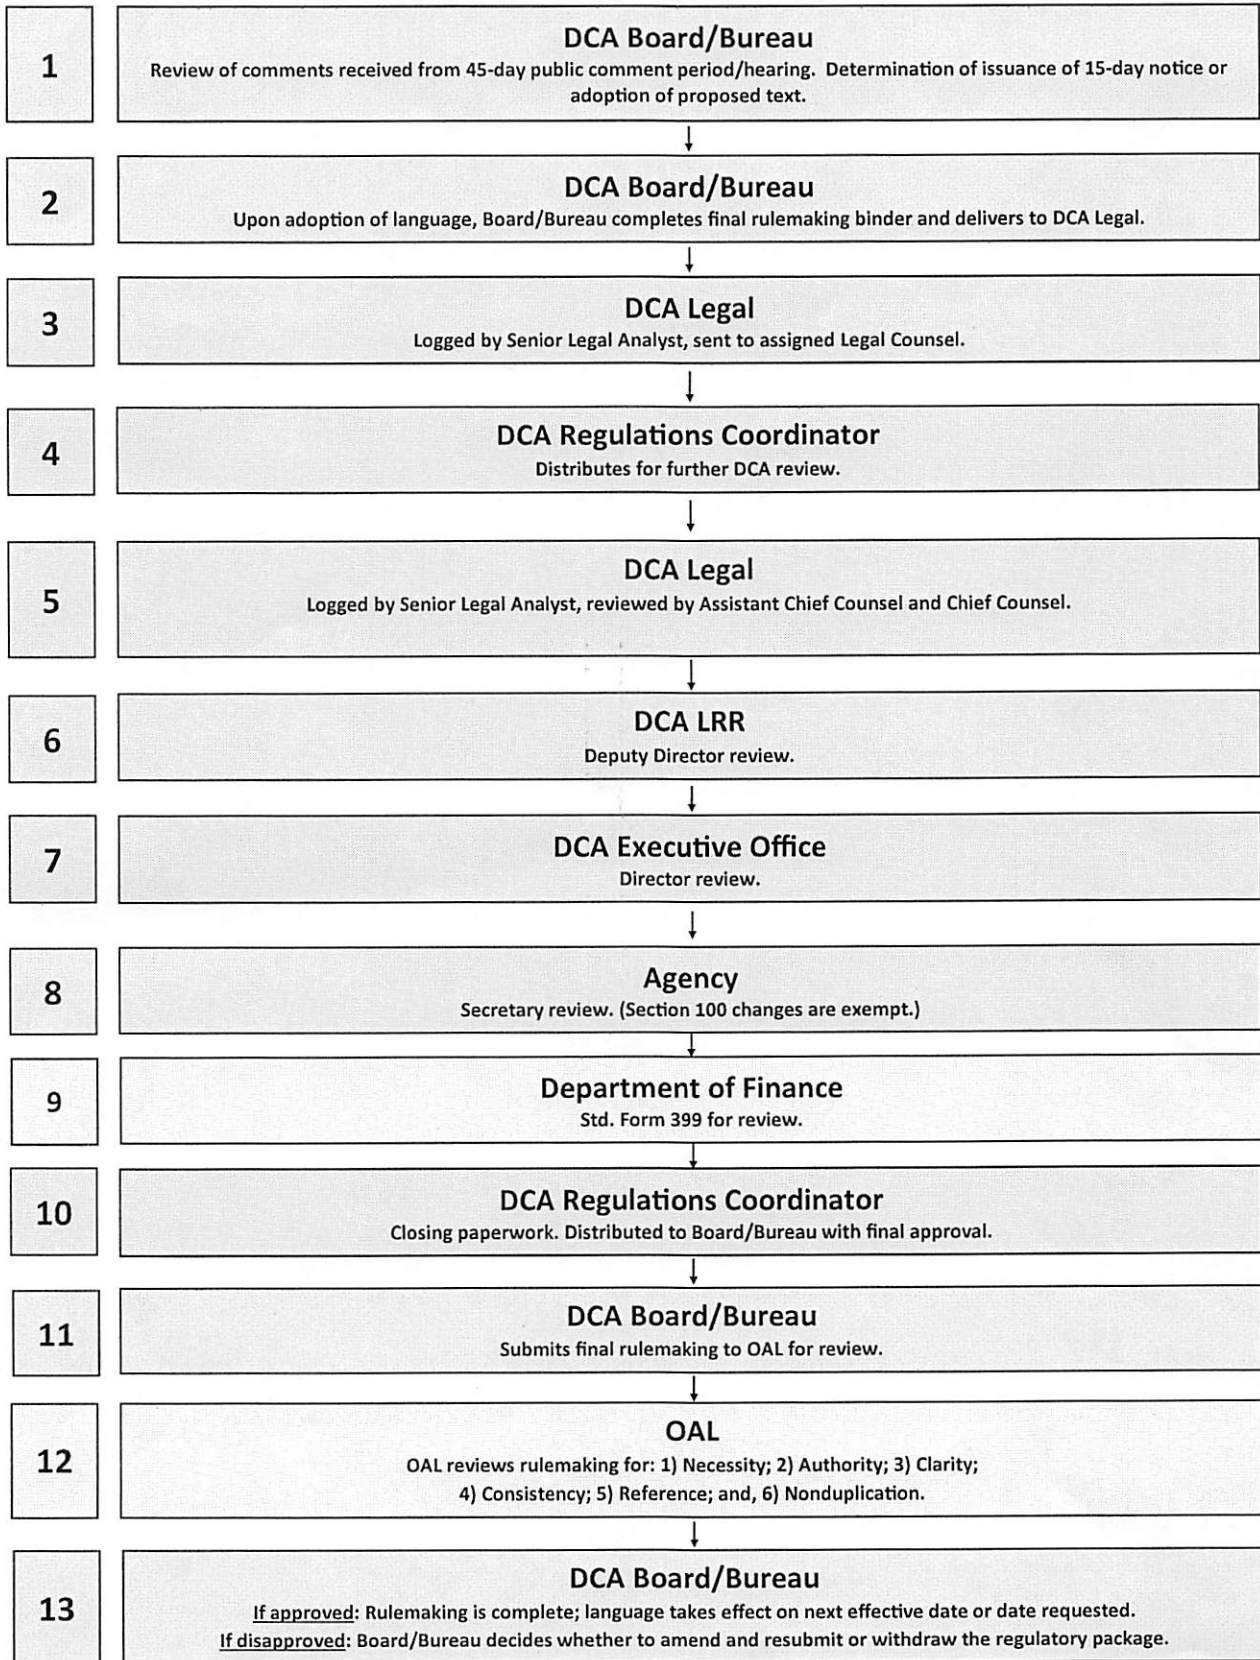 1
DCA Board/Bureau
Review of comments received from 45-day public comment period/hearing.  Determination of issuance of 15-day notice or
adoption of proposed text.
2
DCA Board/Bureau
Upon adoption of language, Board/Bureau completes final rulemaking binder and delivers to DCA Legal.
3
DCA Legal
Logged by Senior Legal Analyst, sent to assigned Legal Counsel.
4
DCA Regulations Coordinator
Distributes for further DCA review.
5
DCA Legal
Logged by Senior Legal Analyst, reviewed by Assistant Chief Counsel and Chief Counsel.
6
DCA LRR
Deputy Director review.
7
DCA Executive Office
Director review.
8
Agency
Secretary review. (Section 100 changes are exempt.)
9
Department of Finance
Std. Form 399 for review.
10
DCA Regulations Coordinator
Closing paperwork. Distributed to Board/Bureau with final approval.
11
DCA Board/Bureau
Submits final rulemaking to OAL for review.
12
OAL
OAL reviews rulemaking for: 1) Necessity; 2) Authority; 3) Clarity;
4) Consistency; 5) Reference; and, 6) Nonduplication.
13
DCA Board/Bureau
If approved: Rulemaking is complete; language takes effect on next effective date or date requested.
If disapproved: Board/Bureau decides whether to amend and resubmit or withdraw the regulatory package.